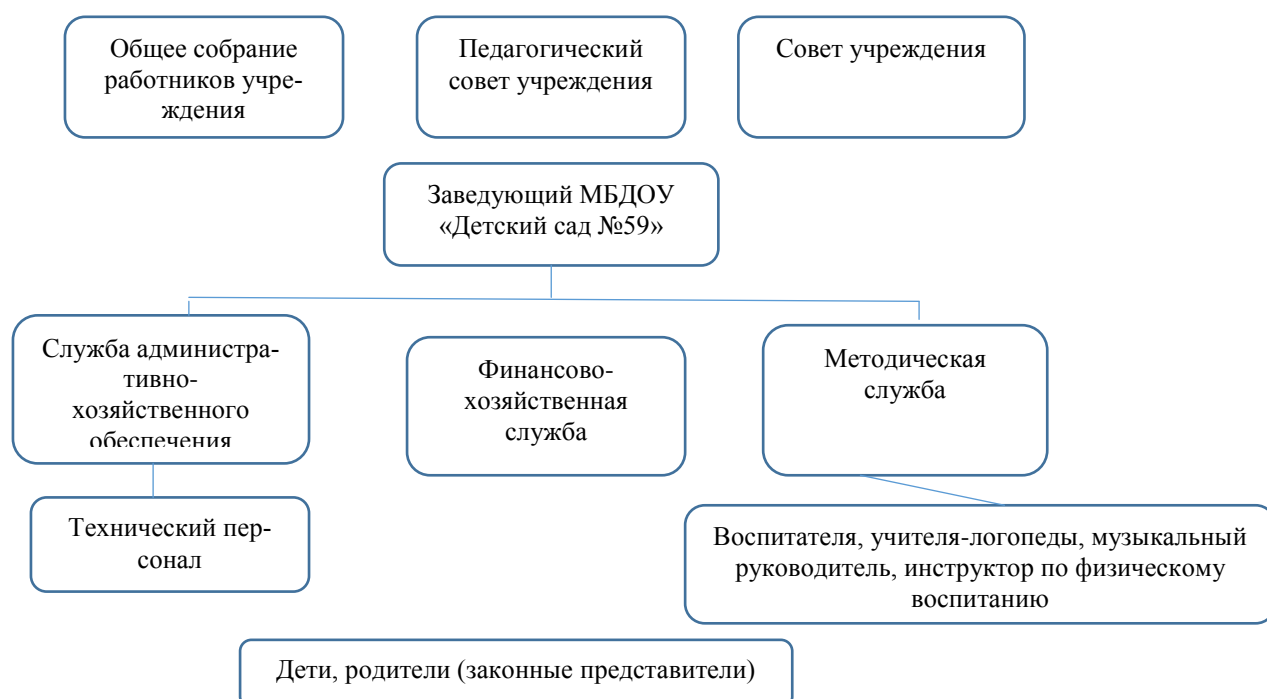 Общее собрание
работников учре-
ждения
Педагогический
совет учреждения
Совет учреждения
Заведующий МБДОУ
«Детский сад №59»
Служба администра-
тивно-
хозяйственного
обеспечения
Финансово-
хозяйственная
служба
Методическая
служба
Технический пер-
сонал
Воспитателя, учителя-логопеды, музыкальный
руководитель, инструктор по физическому
воспитанию
Дети, родители (законные представители)